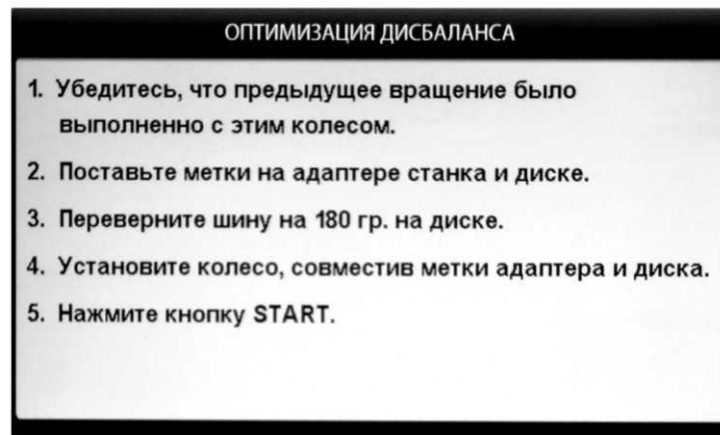 ОПТИМИЗАЦИЯ ДИСБАЛАНСА
1. Убедитесь, что предыдущее вращение было
выполненно с этим колесом.
2. Поставьте метки на адаптере станка и диске.
3. Переверните шину на 180 гр. на диске.
4. Установите колесо, совместив метки адаптера и диска.
5. Нажмите кнопку START.